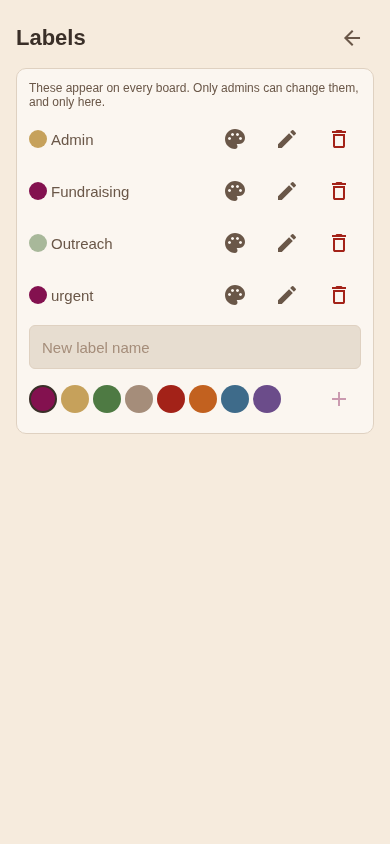 Labels
These appear on every board. Only admins can change them,
and only here.
Admin
Fundraising
Outreach
urgent
New label name